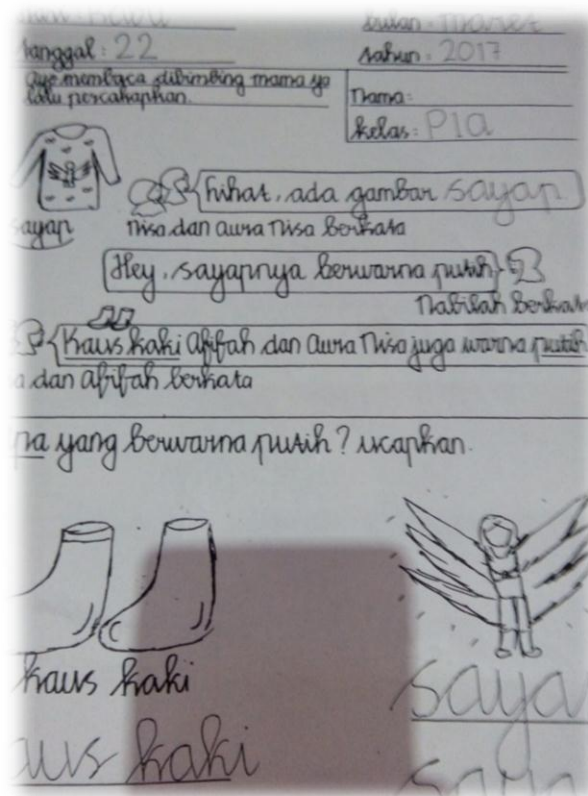 tanggal: 22
tahun: 2017
ayo membaca dibimbing mama ya
lalu percakapkan.
nama:
kelas: P1a
sayap
Lihat, ada gambar sayap
Nisa dan Aura Nisa berkata
Hey, sayapnya berwarna putih
Nabilah berkata
Kaus kaki Afifah dan Aura Nisa juga warna putih
dan Afifah berkata
yang berwarna putih? ucapkan.
kaus kaki
kaki